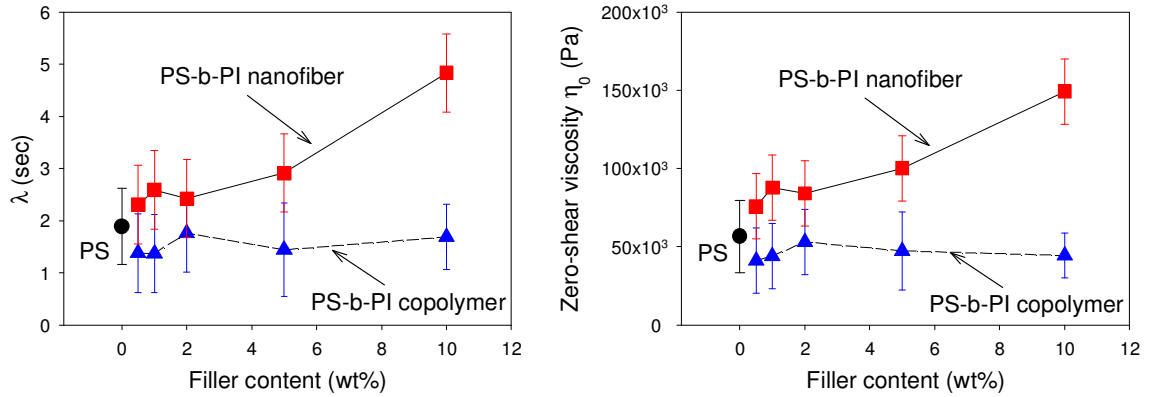 6
5
4
3
2
1
0
λ (sec)
PS-b-PI nanofiber
PS
PS-b-PI copolymer
0 2 4 6 8 10 12
Filler content (wt%)
200x10³
150x10³
100x10³
50x10³
0
Zero-shear viscosity η₀ (Pa)
PS-b-PI nanofiber
PS
PS-b-PI copolymer
0 2 4 6 8 10 12
Filler content (wt%)